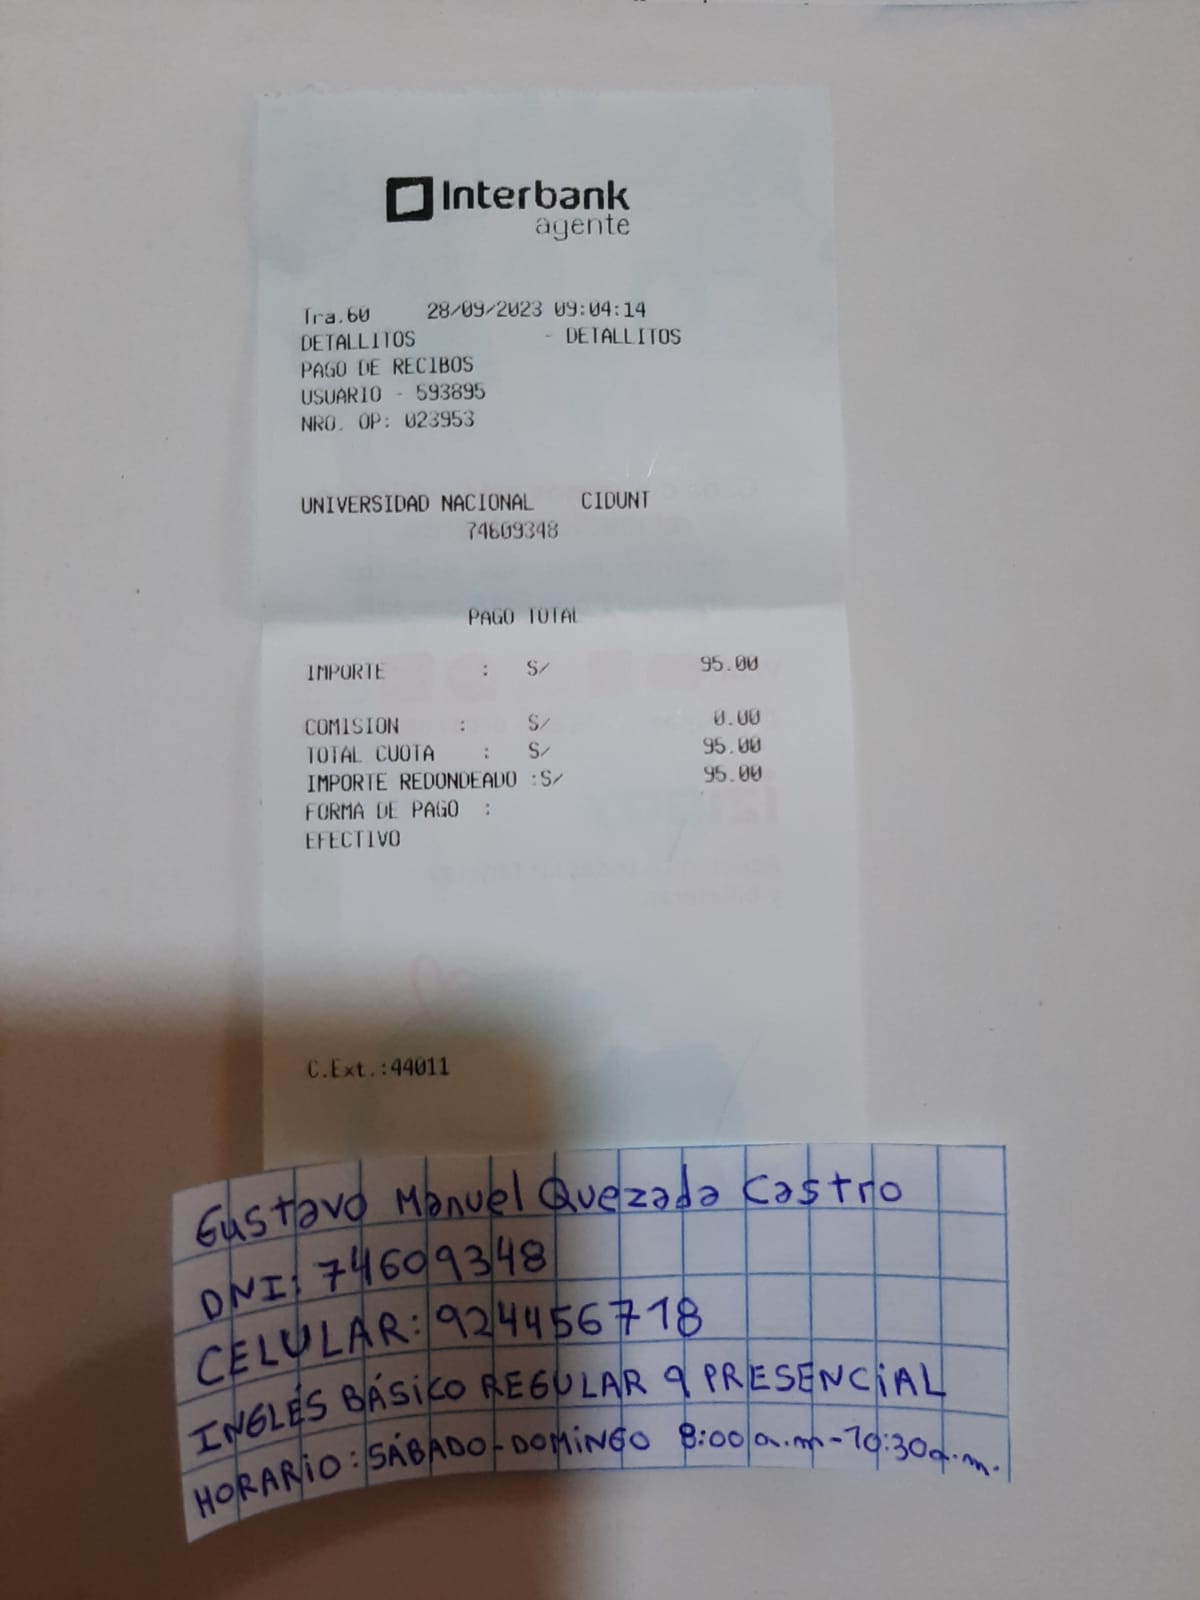 Interbank
agente
Tra.60 28/09/2023 09:04:14
DETALLITOS - DETALLITOS
PAGO DE RECIBOS
USUARIO - 593895
NRO. OP: 023953
UNIVERSIDAD NACIONAL CIDUNT
74609348
PAGO TOTAL
IMPORTE : S/ 95.00
COMISION : S/ 0.00
TOTAL CUOTA : S/ 95.00
IMPORTE REDONDEADO :S/ 95.00
FORMA DE PAGO :
EFECTIVO
C.Ext.:44011
Gustavo Manuel Quezada Castro
DNI: 74609348
CELULAR: 924456718
INGLÉS BÁSICO REGULAR 9 PRESENCIAL
HORARIO: SÁBADO-DOMINGO 8:00 a.m-10:30a.m.